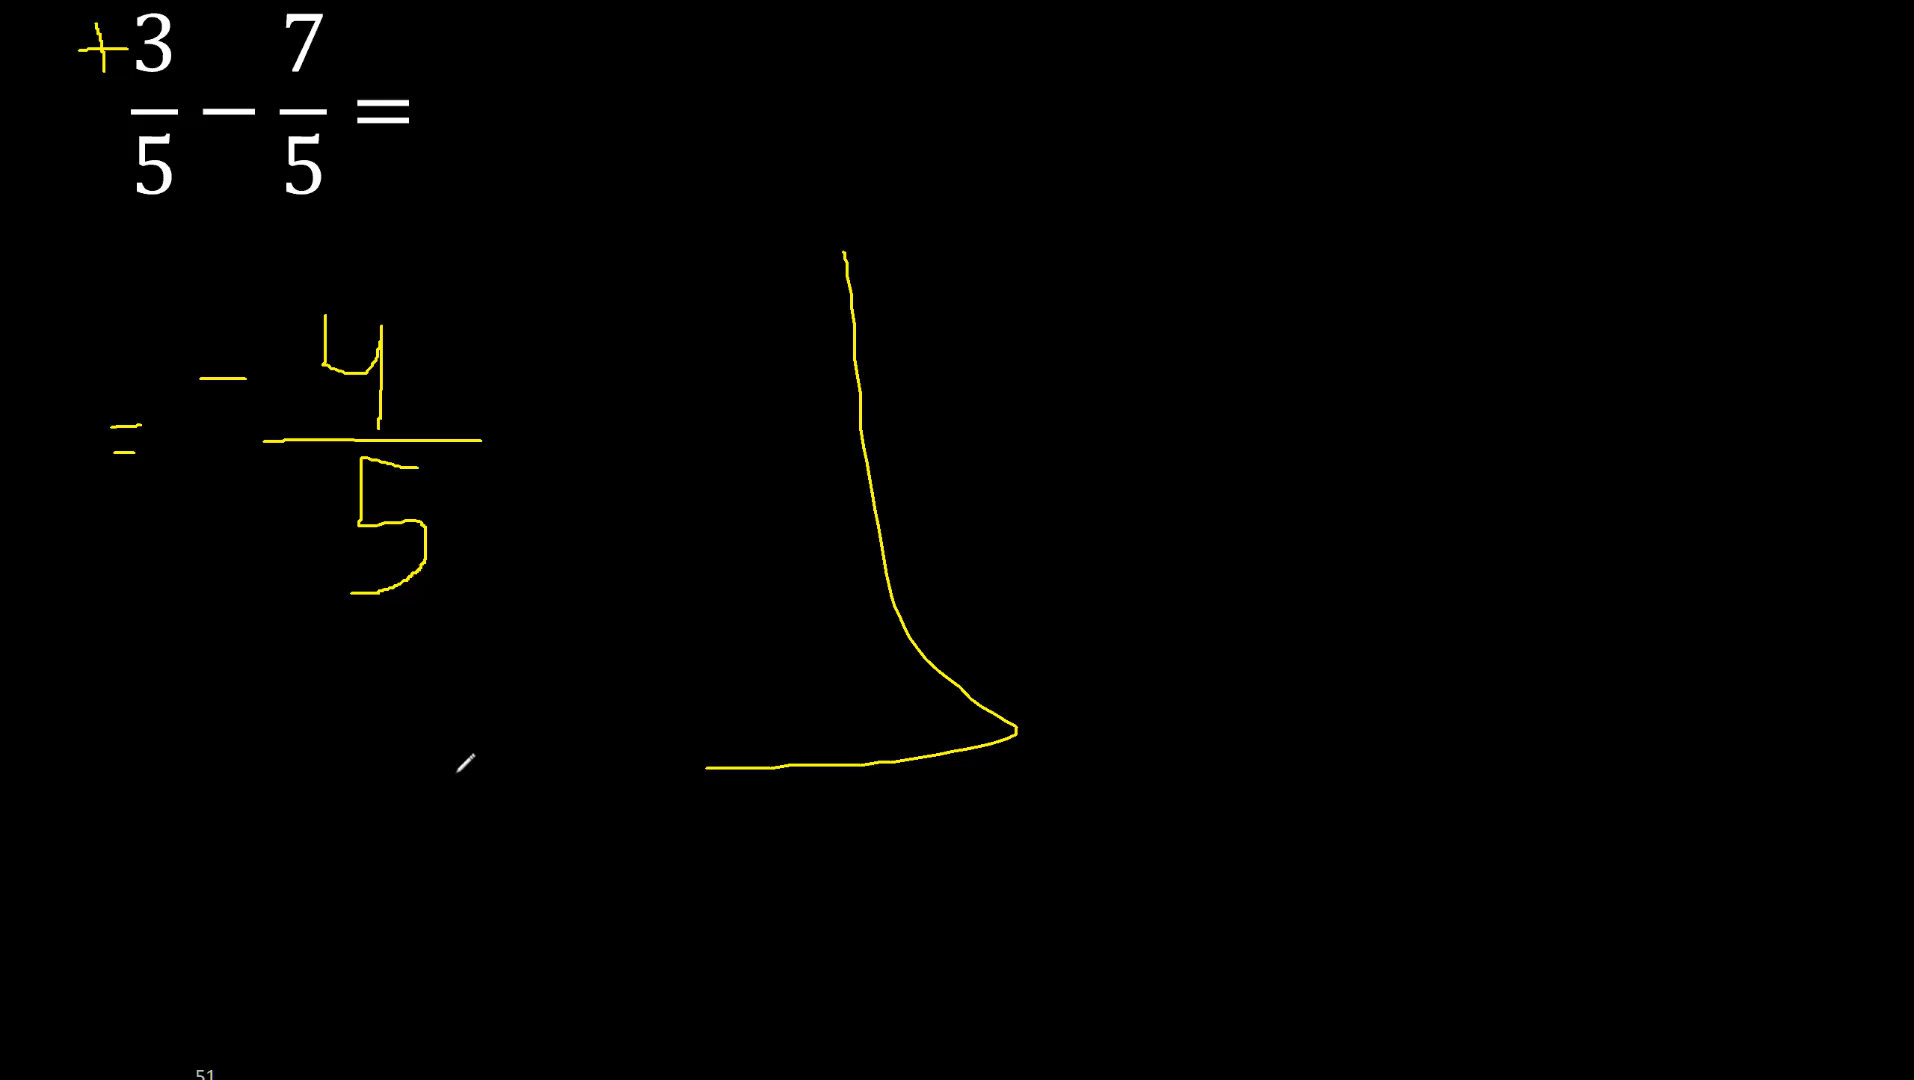 +3/5 − 7/5 =
= − 4/5
51